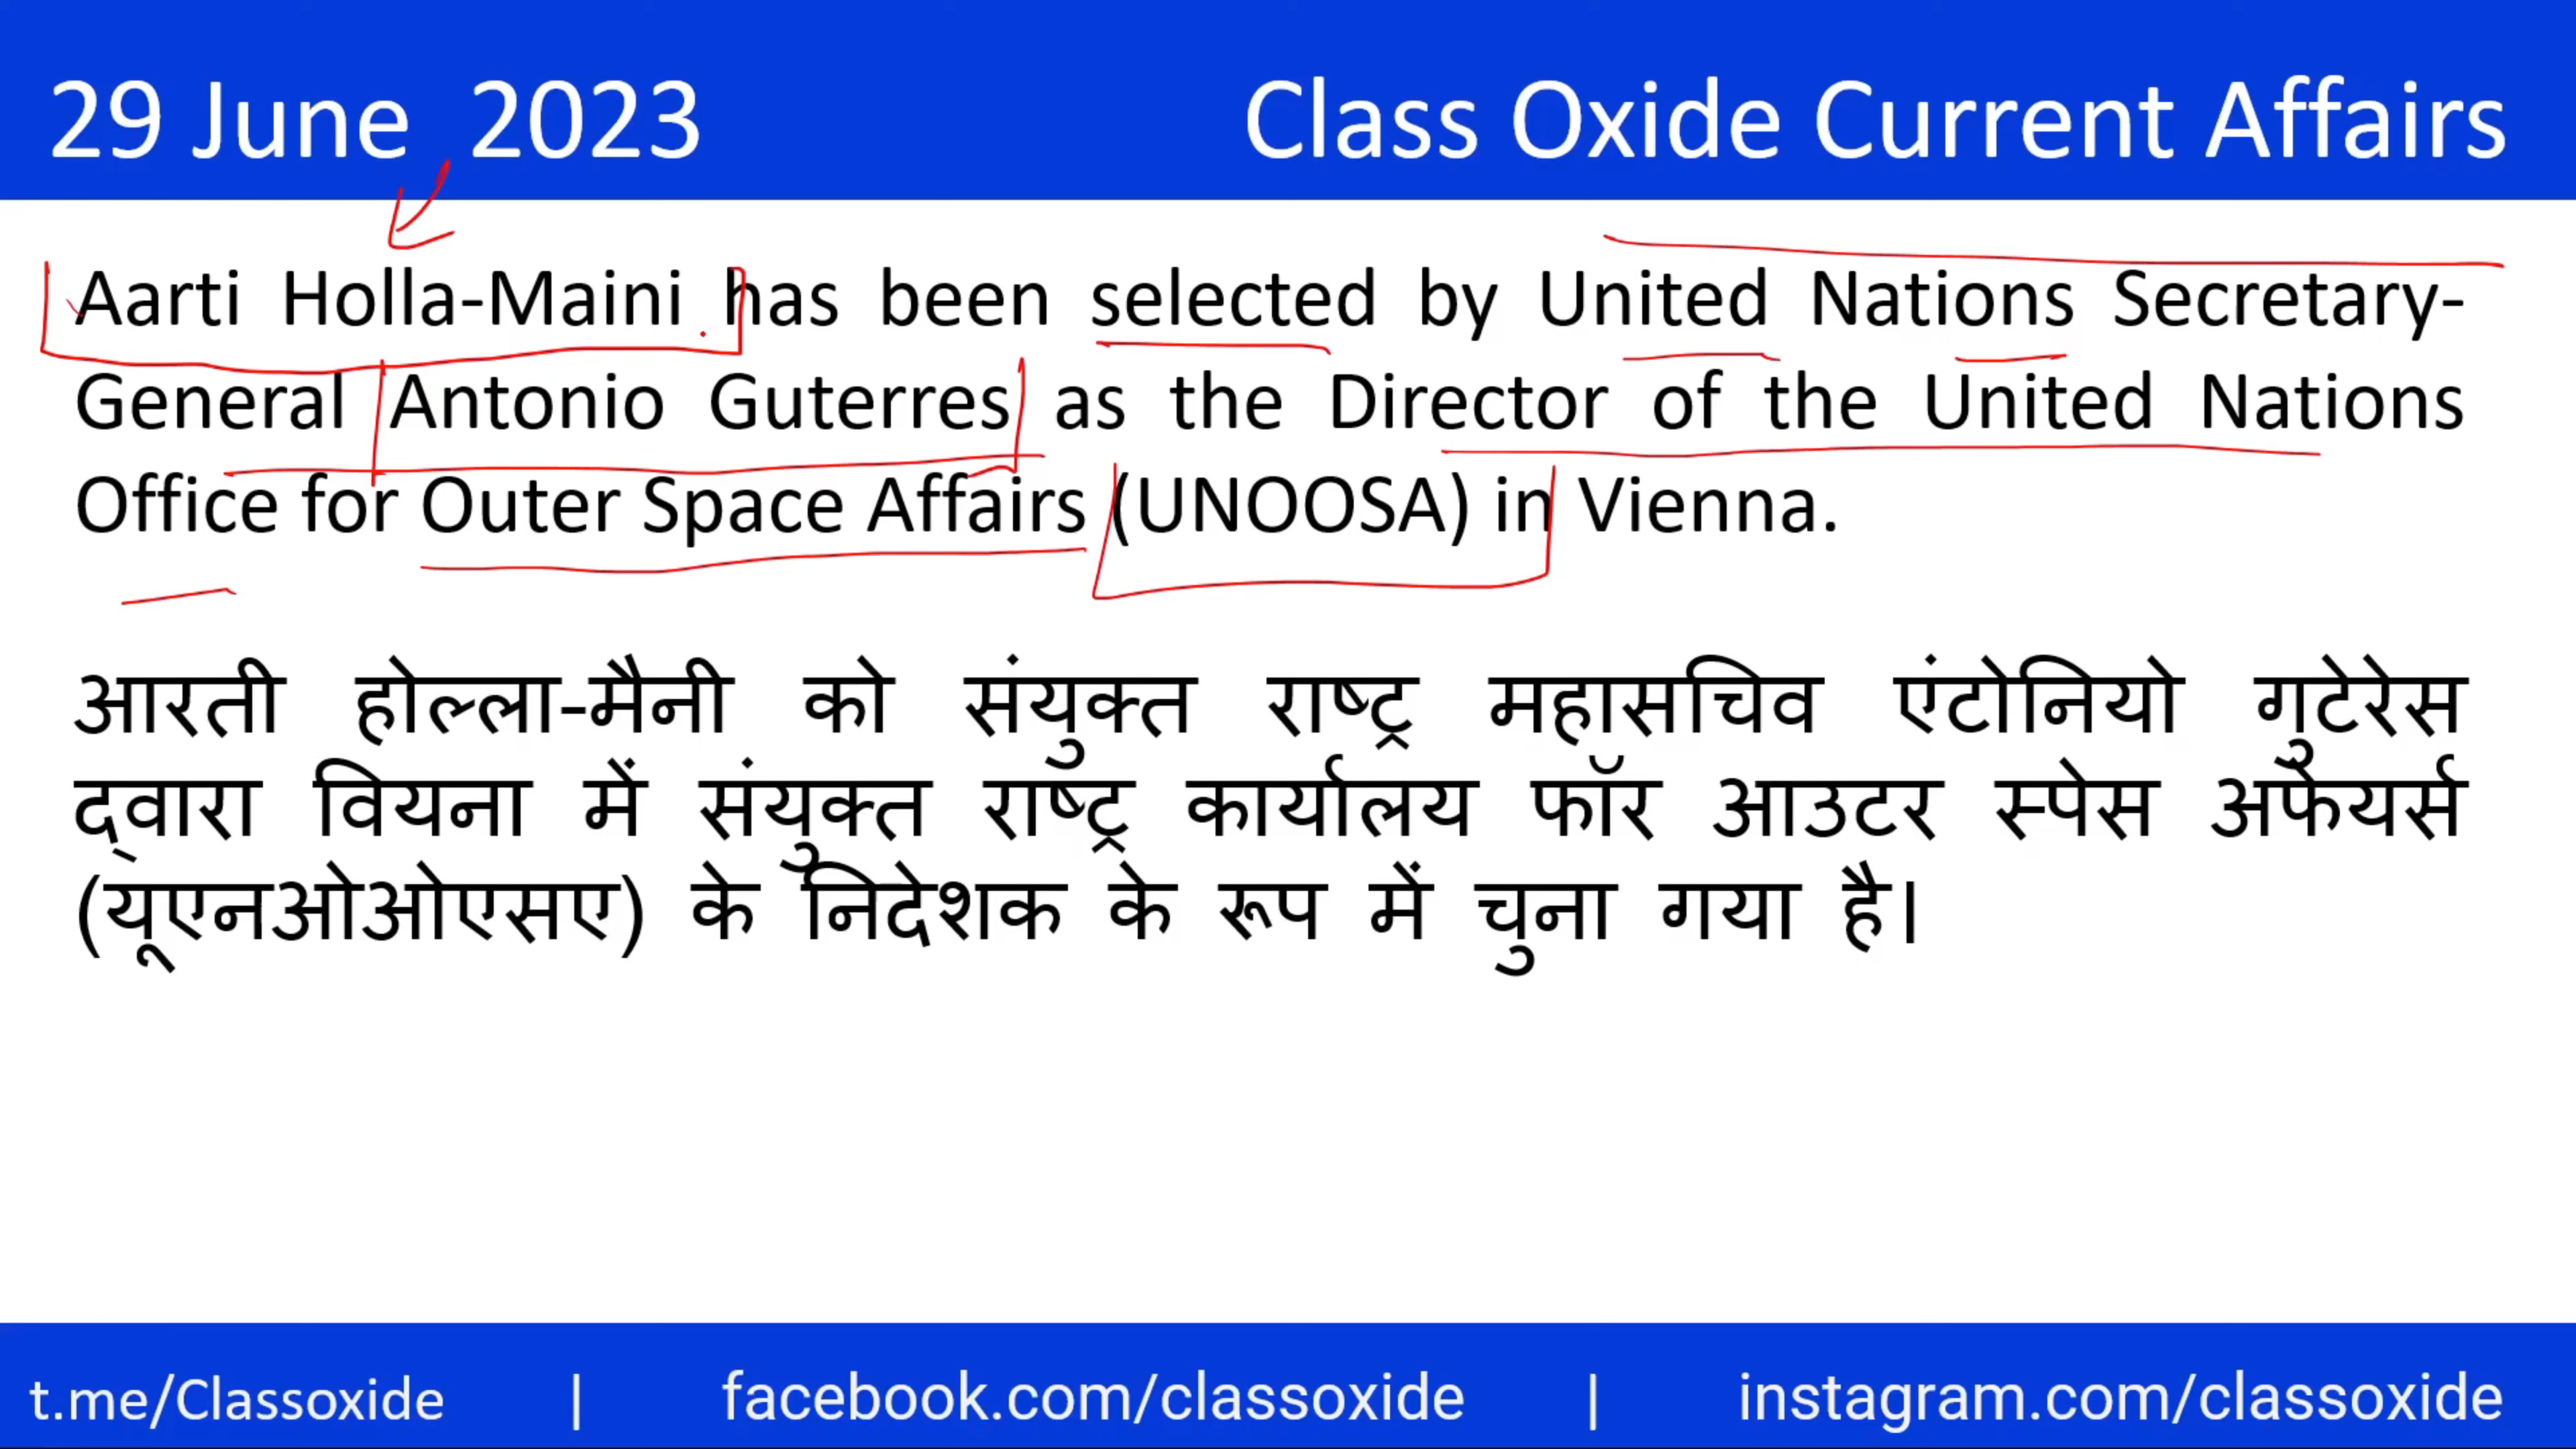 29 June 2023
Class Oxide Current Affairs
Aarti Holla-Maini has been selected by United Nations Secretary-
General Antonio Guterres as the Director of the United Nations
Office for Outer Space Affairs (UNOOSA) in Vienna.
आरती होल्ला-मैनी को संयुक्त राष्ट्र महासचिव एंटोनियो गुटेरेस
द्वारा वियना में संयुक्त राष्ट्र कार्यालय फॉर आउटर स्पेस अफेयर्स
(यूएनओओएसए) के निदेशक के रूप में चुना गया है।
t.me/Classoxide | facebook.com/classoxide | instagram.com/classoxide